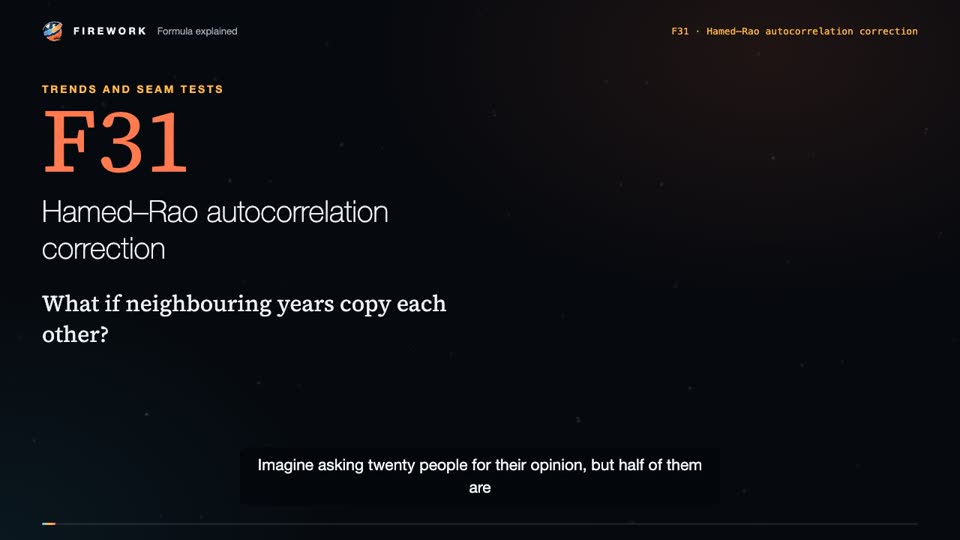 FIREWORK Formula explained
F31 · Hamed–Rao autocorrelation correction
TRENDS AND SEAM TESTS
F31
Hamed–Rao autocorrelation
correction
What if neighbouring years copy each
other?
Imagine asking twenty people for their opinion, but half of them
are